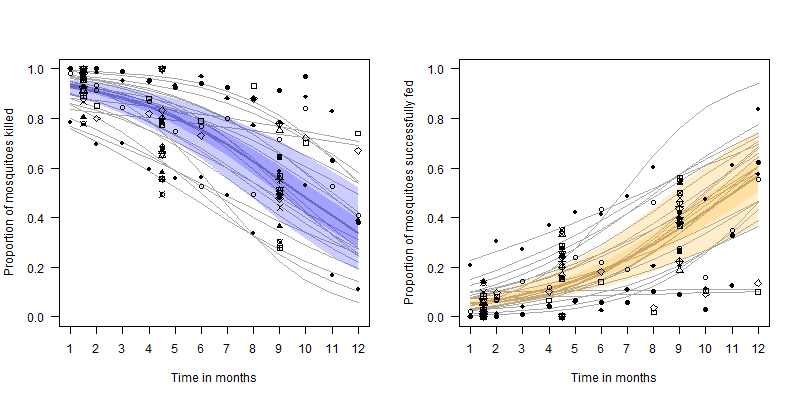 Proportion of mosquitoes killed
1.0
0.8
0.6
0.4
0.2
0.0
1 2 3 4 5 6 7 8 9 10 11 12
Time in months
Proportion of mosquitoes successfully fed
1.0
0.8
0.6
0.4
0.2
0.0
1 2 3 4 5 6 7 8 9 10 11 12
Time in months